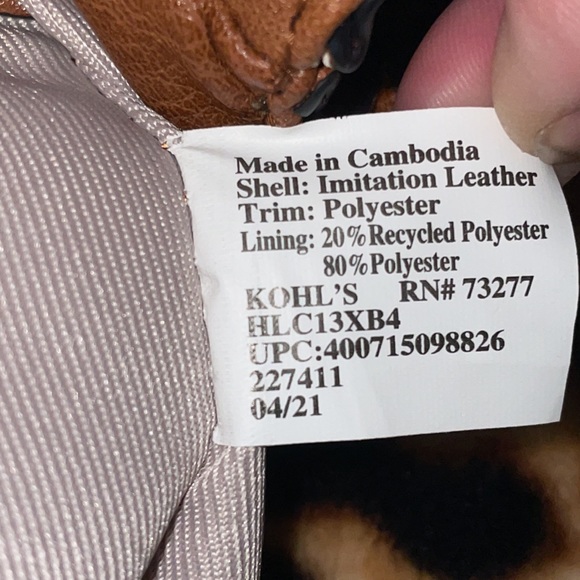 Made in Cambodia
Shell: Imitation Leather
Trim: Polyester
Lining: 20% Recycled Polyester
80% Polyester
KOHL'S RN# 73277
HLC13XB4
UPC:400715098826
227411
04/21